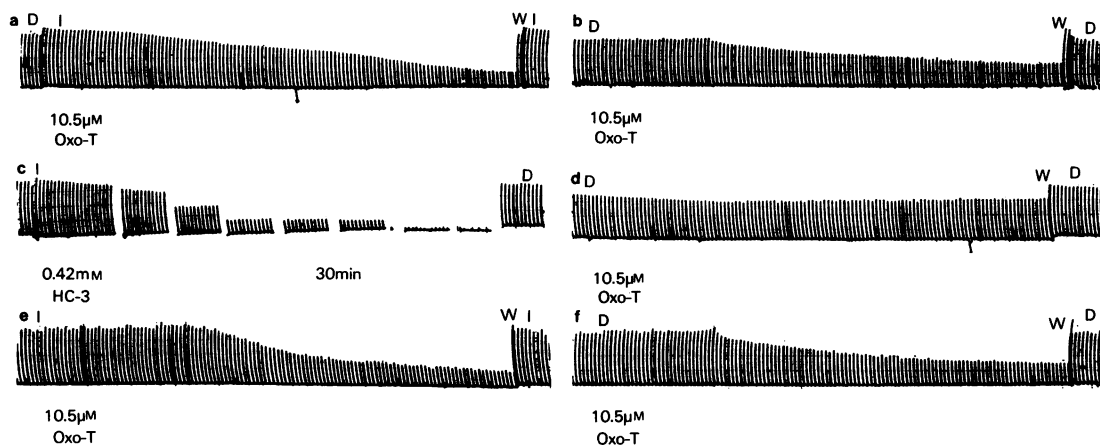 a D I W I
10.5µM
Oxo-T
b D W D
10.5µM
Oxo-T
c I D
0.42mM 30min
HC-3
d D W D
10.5µM
Oxo-T
e I W I
10.5µM
Oxo-T
f D W D
10.5µM
Oxo-T